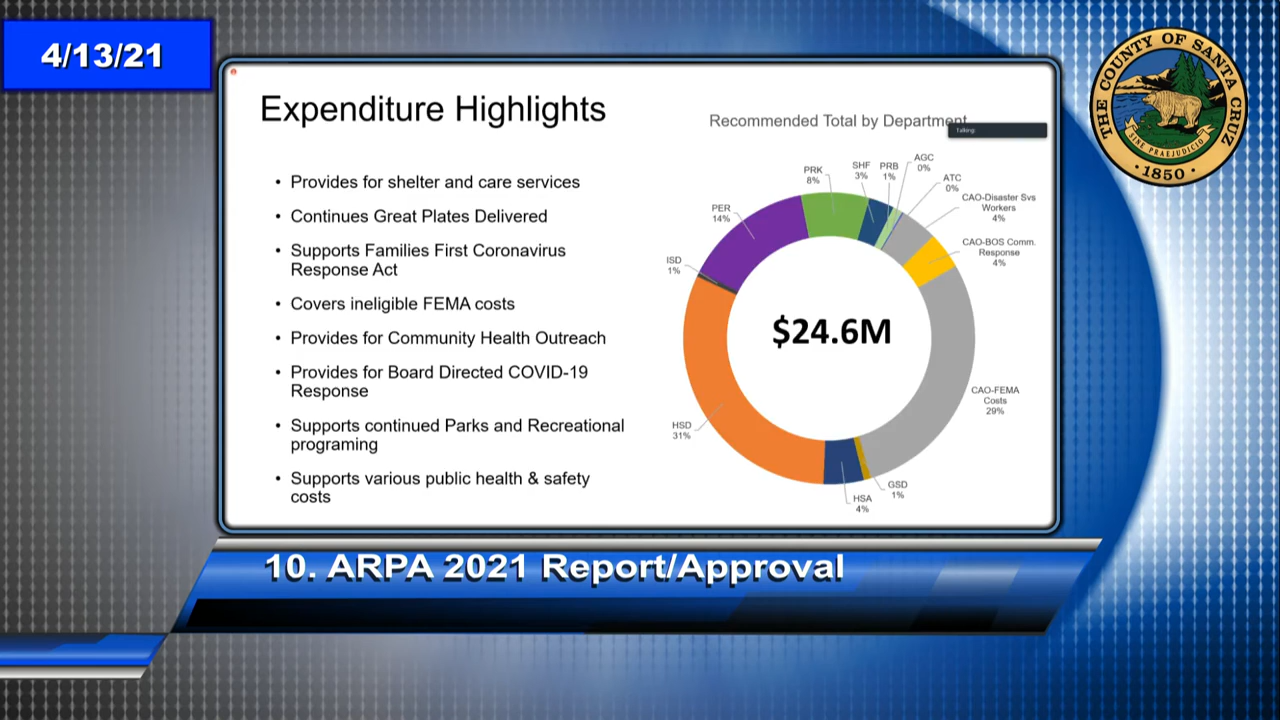 4/13/21
THE COUNTY OF SANTA CRUZ
SINE PRAEJUDICIO
• 1850 •
Expenditure Highlights
• Provides for shelter and care services
• Continues Great Plates Delivered
• Supports Families First Coronavirus
Response Act
• Covers ineligible FEMA costs
• Provides for Community Health Outreach
• Provides for Board Directed COVID-19
Response
• Supports continued Parks and Recreational
programing
• Supports various public health & safety
costs
Recommended Total by Department
Talking:
PRK
8%
SHF
3%
PRB
1%
AGC
0%
ATC
0%
CAO-Disaster Svs
Workers
4%
CAO-BOS Comm.
Response
4%
CAO-FEMA
Costs
29%
GSD
1%
HSA
4%
HSD
31%
ISD
1%
PER
14%
$24.6M
10. ARPA 2021 Report/Approval